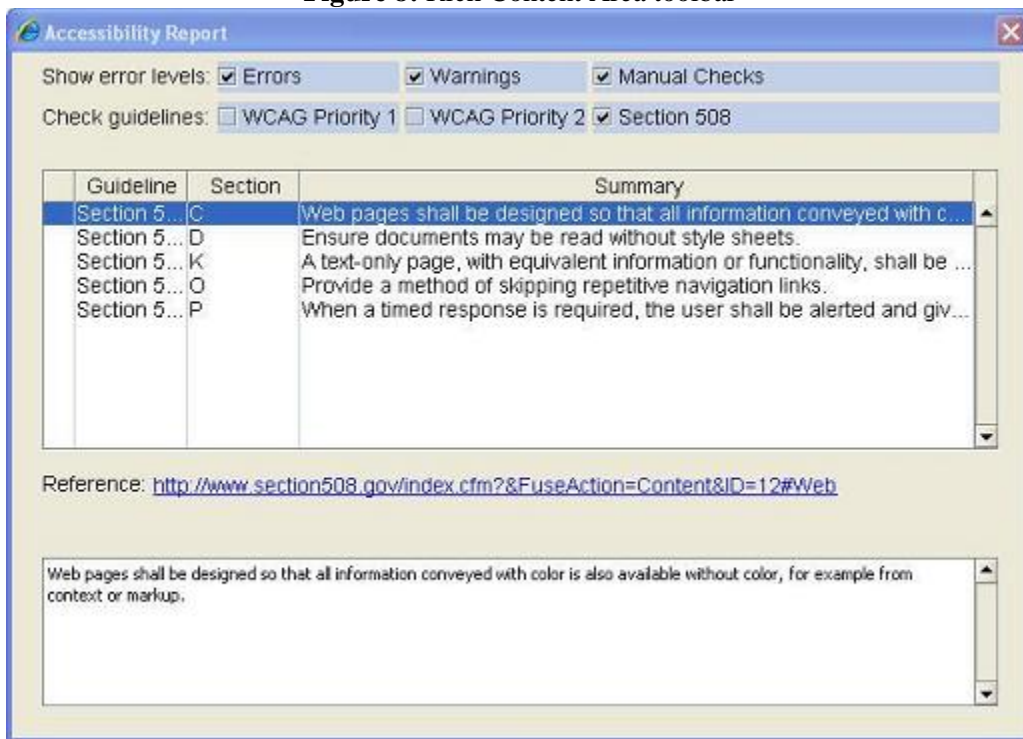 Accessibility Report
Show error levels: Errors Warnings Manual Checks
Check guidelines: WCAG Priority 1 WCAG Priority 2 Section 508
Guideline Section Summary
Section 5... C Web pages shall be designed so that all information conveyed with c...
Section 5... D Ensure documents may be read without style sheets.
Section 5... K A text-only page, with equivalent information or functionality, shall be ...
Section 5... O Provide a method of skipping repetitive navigation links.
Section 5... P When a timed response is required, the user shall be alerted and giv...
Reference: http://www.section508.gov/index.cfm?&FuseAction=Content&ID=12#Web
Web pages shall be designed so that all information conveyed with color is also available without color, for example from
context or markup.